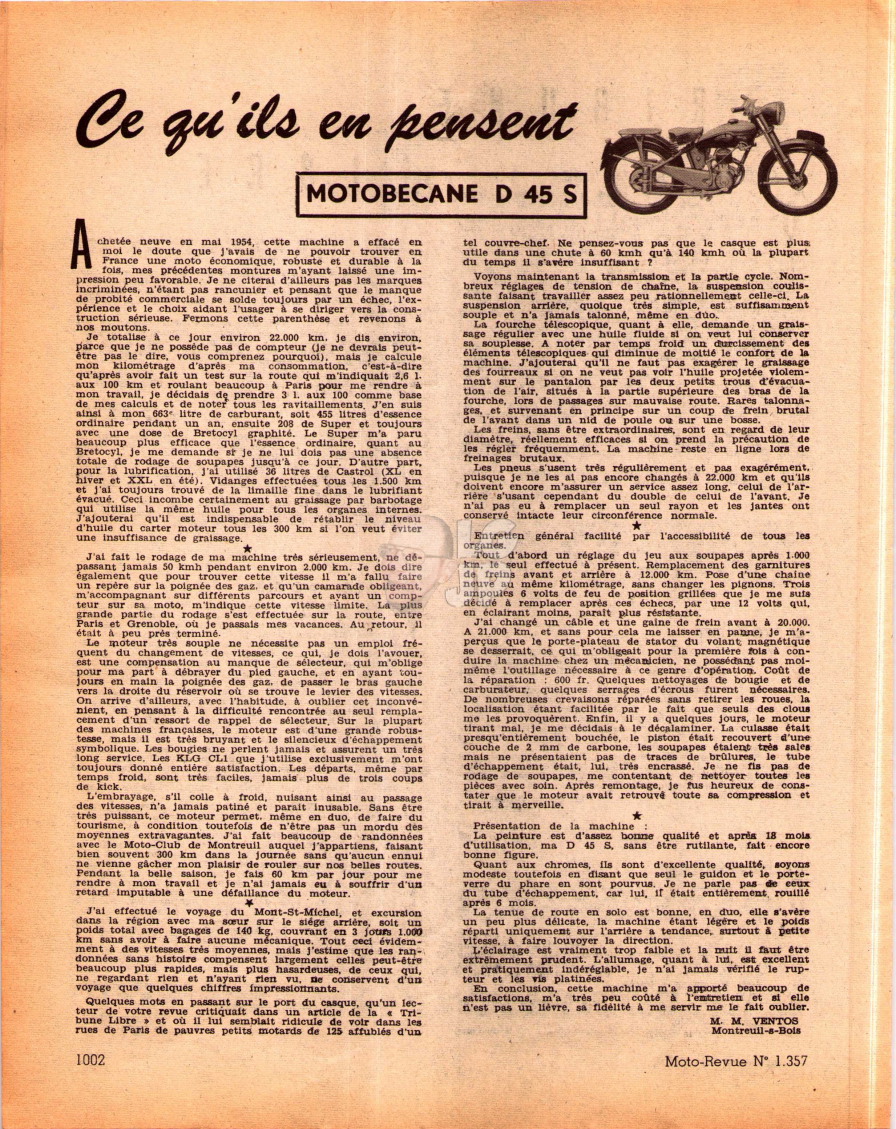 Ce qu'ils en pensent
MOTOBECANE D 45 S
Achetée neuve en mai 1954, cette machine a effacé en
moi le doute que j'avais de ne pouvoir trouver en
France une moto économique, robuste et durable à la
fois, mes précédentes montures m'ayant laissé une im-
pression peu favorable. Je ne citerai d'ailleurs pas les marques
incriminées, n'étant pas rancunier et pensant que le manque
de probité commerciale se solde toujours par un échec, l'ex-
périence et le choix aidant l'usager à se diriger vers la cons-
truction sérieuse. Fermons cette parenthèse et revenons à
nos moutons.
Je totalise à ce jour environ 22.000 km. je dis environ,
parce que je ne possède pas de compteur (je ne devrais peut-
être pas le dire, vous comprenez pourquoi), mais je calcule
mon kilométrage d'après ma consommation, c'est-à-dire
qu'après avoir fait un test sur la route qui m'indiquait 2,6 l.
aux 100 km et roulant beaucoup à Paris pour me rendre à
mon travail, je décidais de prendre 3 l. aux 100 comme base
de mes calculs et de noter tous les ravitaillements. J'en suis
ainsi à mon 663e litre de carburant, soit 455 litres d'essence
ordinaire pendant un an, ensuite 208 de Super et toujours
avec une dose de Bretocyl graphité. Le Super m'a paru
beaucoup plus efficace que l'essence ordinaire, quant au
Bretocyl, je me demande si je ne lui dois pas une absence
totale de rodage de soupapes jusqu'à ce jour. D'autre part,
pour la lubrification, j'ai utilisé 36 litres de Castrol (XL en
hiver et XXL en été). Vidanges effectuées tous les 1.500 km
et j'ai toujours trouvé de la limaille fine dans le lubrifiant
évacué. Ceci incombe certainement au graissage par barbotage
qui utilise la même huile pour tous les organes internes.
J'ajouterai qu'il est indispensable de rétablir le niveau
d'huile du carter moteur tous les 300 km si l'on veut éviter
une insuffisance de graissage.
★
J'ai fait le rodage de ma machine très sérieusement, ne dé-
passant jamais 50 kmh pendant environ 2.000 km. Je dois dire
également que pour trouver cette vitesse il m'a fallu faire
un repère sur la poignée des gaz. et qu'un camarade obligeant,
m'accompagnant sur différents parcours et ayant un comp-
teur sur sa moto, m'indique cette vitesse limite. La plus
grande partie du rodage s'est effectuée sur la route, entre
Paris et Grenoble, où je passais mes vacances. Au retour, il
était à peu près terminé.
Le moteur très souple ne nécessite pas un emploi fré-
quent du changement de vitesses, ce qui, je dois l'avouer,
est une compensation au manque de sélecteur, qui m'oblige
pour ma part à débrayer du pied gauche, et en ayant tou-
jours en main la poignée des gaz. de passer le bras gauche
vers la droite du réservoir où se trouve le levier des vitesses.
On arrive d'ailleurs, avec l'habitude, à oublier cet inconvé-
nient, en pensant à la difficulté rencontrée au seul rempla-
cement d'un ressort de rappel de sélecteur. Sur la plupart
des machines françaises, le moteur est d'une grande robus-
tesse, mais il est très bruyant et le silencieux d'échappement
symbolique. Les bougies ne perlent jamais et assurent un très
long service. Les KLG CL1 que j'utilise exclusivement m'ont
toujours donné entière satisfaction. Les départs, même par
temps froid, sont très faciles, jamais plus de trois coups
de kick.
L'embrayage, s'il colle à froid, nuisant ainsi au passage
des vitesses, n'a jamais patiné et paraît inusable. Sans être
très puissant, ce moteur permet. même en duo, de faire du
tourisme, à condition toutefois de n'être pas un mordu des
moyennes extravagantes. J'ai fait beaucoup de randonnées
avec le Moto-Club de Montreuil auquel j'appartiens, faisant
bien souvent 300 km dans la journée sans qu'aucun ennui
ne vienne gâcher mon plaisir de rouler sur nos belles routes.
Pendant la belle saison, je fais 60 km par jour pour me
rendre à mon travail et je n'ai jamais eu à souffrir d'un
retard imputable à une défaillance du moteur.
★
J'ai effectué le voyage du Mont-St-Michel, et excursion
dans la région avec ma sœur sur le siège arrière, soit un
poids total avec bagages de 140 kg, couvrant en 3 jours 1.000
km sans avoir à faire aucune mécanique. Tout ceci évidem-
ment à des vitesses très moyennes, mais j'estime que les ran-
données sans histoire compensent largement celles peut-être
beaucoup plus rapides, mais plus hasardeuses, de ceux qui,
ne regardant rien et n'ayant rien vu, ne conservent d'un
voyage que quelques chiffres impressionnants.
Quelques mots en passant sur le port du casque, qu'un lec-
teur de votre revue critiquait dans un article de la « Tri-
bune Libre » et où il lui semblait ridicule de voir dans les
rues de Paris de pauvres petits motards de 125 affublés d'un
tel couvre-chef. Ne pensez-vous pas que le casque est plus
utile dans une chute à 60 kmh qu'à 140 kmh où la plupart
du temps il s'avère insuffisant ?
Voyons maintenant la transmission et la partie cycle. Nom-
breux réglages de tension de chaîne, la suspension coulis-
sante faisant travailler assez peu rationnellement celle-ci. La
suspension arrière, quoique très simple, est suffisamment
souple et n'a jamais talonné, même en duo.
La fourche télescopique, quant à elle, demande un grais-
sage régulier avec une huile fluide si on veut lui conserver
sa souplesse. A noter par temps froid un durcissement des
éléments télescopiques qui diminue de moitié le confort de la
machine. J'ajouterai qu'il ne faut pas exagérer le graissage
des fourreaux si on ne veut pas voir l'huile projetée violem-
ment sur le pantalon par les deux petits trous d'évacua-
tion de l'air, situés à la partie supérieure des bras de la
fourche, lors de passages sur mauvaise route. Rares talonna-
ges, et survenant en principe sur un coup de frein brutal
de l'avant dans un nid de poule ou sur une bosse.
Les freins, sans être extraordinaires, sont en regard de leur
diamètre, réellement efficaces si on prend la précaution de
les régler fréquemment. La machine reste en ligne lors de
freinages brutaux.
Les pneus s'usent très régulièrement et pas exagérément,
puisque je ne les ai pas encore changés à 22.000 km et qu'ils
doivent encore m'assurer un service assez long, celui de l'ar-
rière s'usant cependant du double de celui de l'avant. Je
n'ai pas eu à remplacer un seul rayon et les jantes ont
conservé intacte leur circonférence normale.
★
Entretien général facilité par l'accessibilité de tous les
organes.
Tout d'abord un réglage du jeu aux soupapes après 1.000
km, le seul effectué à présent. Remplacement des garnitures
de freins avant et arrière à 12.000 km. Pose d'une chaîne
neuve au même kilométrage, sans changer les pignons. Trois
ampoules 6 volts de feu de position grillées que je me suis
décidé à remplacer après ces échecs, par une 12 volts qui,
en éclairant moins, paraît plus résistante.
J'ai changé un câble et une gaine de frein avant à 20.000.
A 21.000 km, et sans pour cela me laisser en panne, je m'a-
perçus que le porte-plateau de stator du volant magnétique
se desserrait, ce qui m'obligeait pour la première fois à con-
duire la machine chez un mécanicien, ne possédant pas moi-
même l'outillage nécessaire à ce genre d'opération. Coût de
la réparation : 600 fr. Quelques nettoyages de bougie et de
carburateur, quelques serrages d'écrous furent nécessaires.
De nombreuses crevaisons réparées sans retirer les roues, la
localisation étant facilitée par le fait que seuls des clous
me les provoquèrent. Enfin, il y a quelques jours, le moteur
tirant mal, je me décidais à le décalaminer. La culasse était
presqu'entièrement bouchée, le piston était recouvert d'une
couche de 2 mm de carbone, les soupapes étaient très sales
mais ne présentaient pas de traces de brûlures, le tube
d'échappement était, lui, très encrassé. Je ne fis pas de
rodage de soupapes, me contentant de nettoyer toutes les
pièces avec soin. Après remontage, je fus heureux de cons-
tater que le moteur avait retrouvé toute sa compression et
tirait à merveille.
★
Présentation de la machine :
La peinture est d'assez bonne qualité et après 18 mois
d'utilisation, ma D 45 S, sans être rutilante, fait encore
bonne figure.
Quant aux chromes, ils sont d'excellente qualité, soyons
modeste toutefois en disant que seul le guidon et le porte-
verre du phare en sont pourvus. Je ne parle pas de ceux
du tube d'échappement, car lui, il était entièrement rouillé
après 6 mois.
La tenue de route en solo est bonne, en duo, elle s'avère
un peu plus délicate, la machine étant légère et le poids
réparti uniquement sur l'arrière a tendance, surtout à petite
vitesse, à faire louvoyer la direction.
L'éclairage est vraiment trop faible et la nuit il faut être
extrêmement prudent. L'allumage, quant à lui, est excellent
et pratiquement indéréglable, je n'ai jamais vérifié le rup-
teur et les vis platinées.
En conclusion, cette machine m'a apporté beaucoup de
satisfactions, m'a très peu coûté à l'entretien et si elle
n'est pas un lièvre, sa fidélité à me servir me le fait oublier.
M. M. VENTOS
Montreuil-s-Bois
1002
Moto-Revue N° 1.357